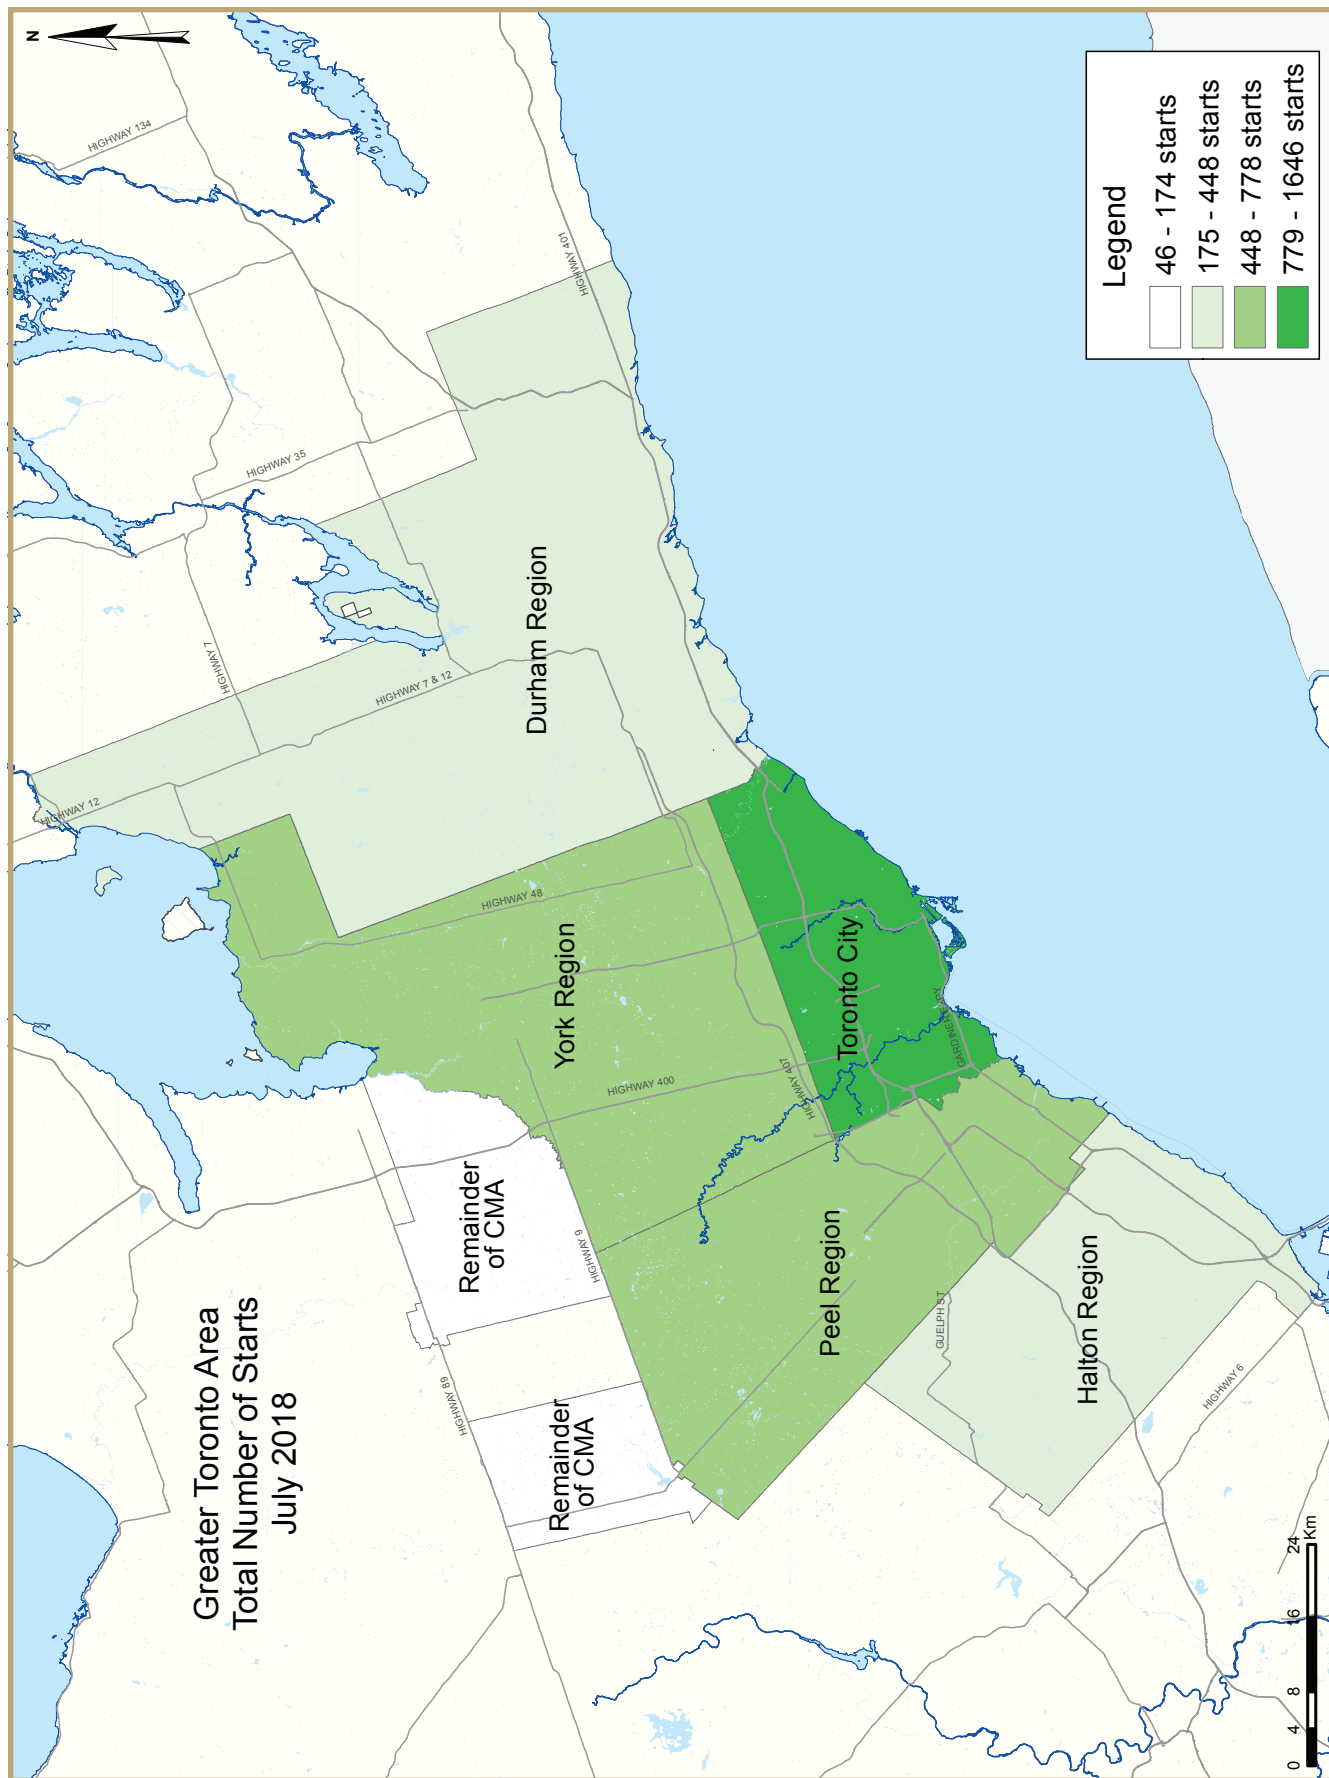 Greater Toronto Area
Total Number of Starts
July 2018
N
HIGHWAY 134
HIGHWAY 401
HIGHWAY 35
HIGHWAY 7
HIGHWAY 7 & 12
HIGHWAY 12
Durham Region
HIGHWAY 48
York Region
HIGHWAY 400
HIGHWAY 407
Toronto City
GARDINER EXPY
Remainder
of CMA
HIGHWAY 9
HIGHWAY 89
Remainder
of CMA
Peel Region
GUELPH ST
Halton Region
HIGHWAY 6
Legend
46 - 174 starts
175 - 448 starts
448 - 778 starts
779 - 1646 starts
0 4 8 16 24
Km